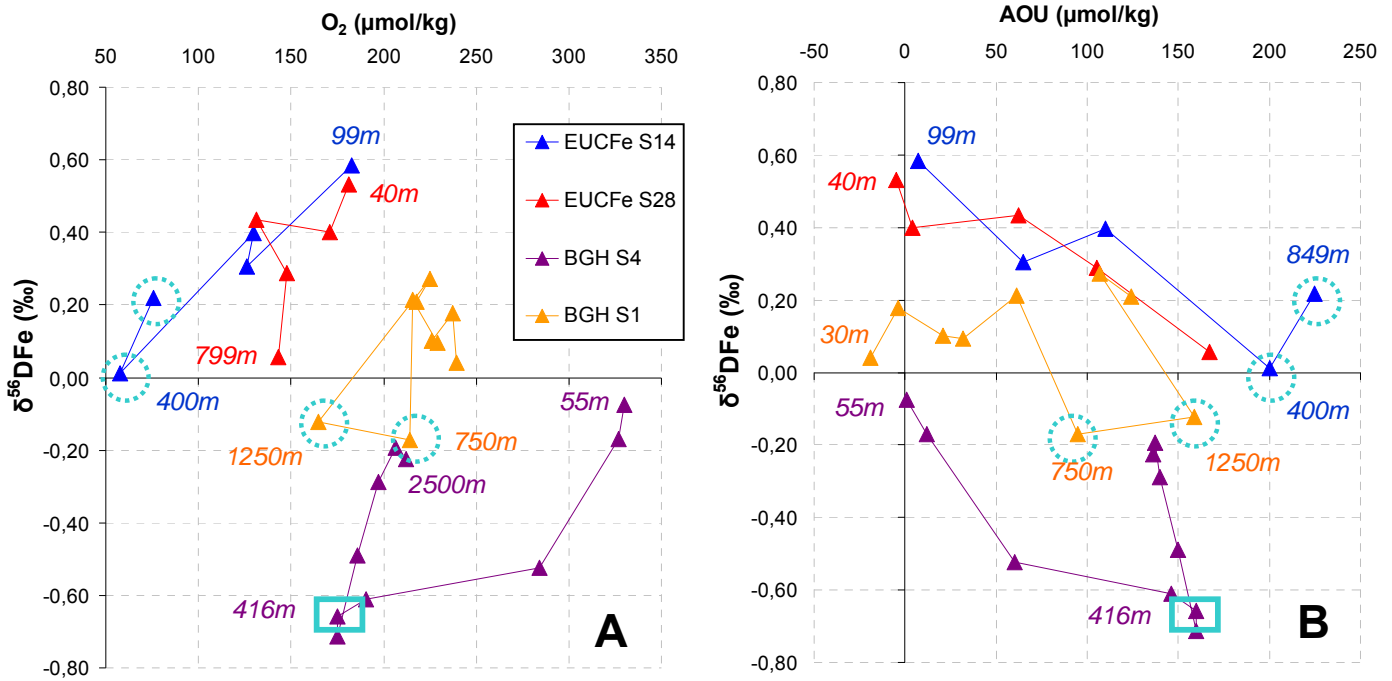 O₂ (µmol/kg)
50 100 150 200 250 300 350
0,80
0,60
0,40
0,20
0,00
-0,20
-0,40
-0,60
-0,80
δ⁵⁶DFe (‰)
99m
40m
799m
400m
1250m
750m
55m
2500m
416m
EUCFe S14
EUCFe S28
BGH S4
BGH S1
A
AOU (µmol/kg)
-50 0 50 100 150 200 250
0,80
0,60
0,40
0,20
0,00
-0,20
-0,40
-0,60
-0,80
δ⁵⁶DFe (‰)
99m
40m
849m
30m
55m
400m
750m
1250m
416m
B